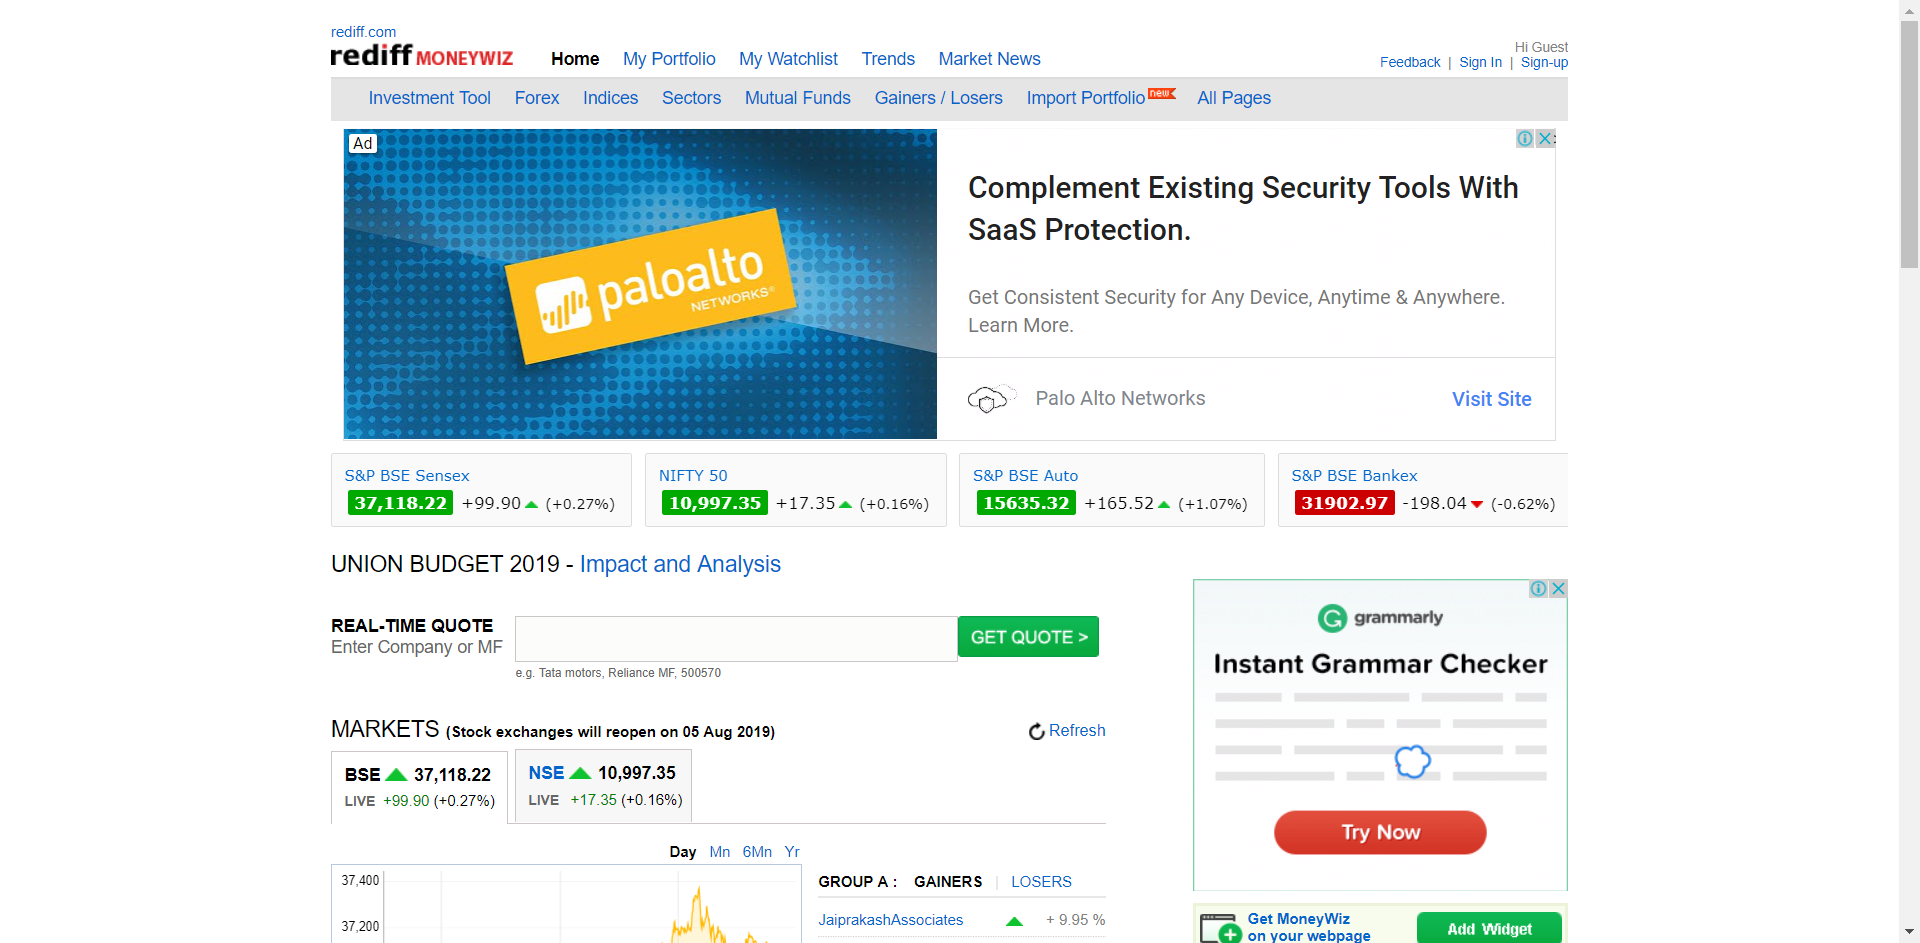 rediff.com
rediff MONEYWIZ
Home My Portfolio My Watchlist Trends Market News
Hi Guest
Feedback | Sign In | Sign-up
Investment Tool Forex Indices Sectors Mutual Funds Gainers / Losers Import Portfolio new All Pages
Ad
paloalto
NETWORKS®
Complement Existing Security Tools With
SaaS Protection.
Get Consistent Security for Any Device, Anytime & Anywhere.
Learn More.
Palo Alto Networks
Visit Site
S&P BSE Sensex
37,118.22 +99.90 (+0.27%)
NIFTY 50
10,997.35 +17.35 (+0.16%)
S&P BSE Auto
15635.32 +165.52 (+1.07%)
S&P BSE Bankex
31902.97 -198.04 (-0.62%)
UNION BUDGET 2019 - Impact and Analysis
REAL-TIME QUOTE
Enter Company or MF
GET QUOTE >
e.g. Tata motors, Reliance MF, 500570
MARKETS (Stock exchanges will reopen on 05 Aug 2019)
Refresh
BSE 37,118.22
LIVE +99.90 (+0.27%)
NSE 10,997.35
LIVE +17.35 (+0.16%)
Day Mn 6Mn Yr
37,400
37,200
GROUP A : GAINERS | LOSERS
JaiprakashAssociates + 9.95 %
grammarly
Instant Grammar Checker
Try Now
Get MoneyWiz
on your webpage
Add Widget